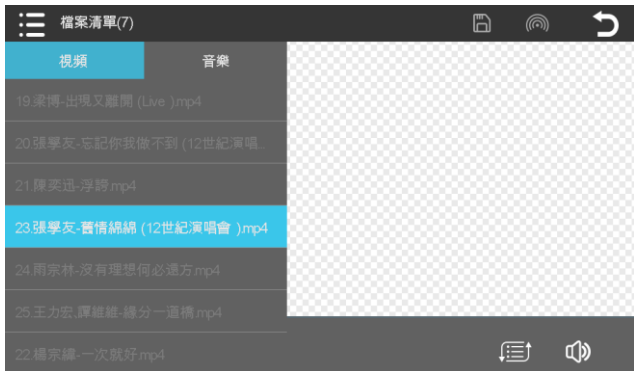 檔案清單(7)
視頻
音樂
19.梁博-出現又離開 (Live ).mp4
20.張學友-忘記你我做不到 (12世紀演唱..
21.陳奕迅-浮誇.mp4
23.張學友-舊情綿綿 (12世紀演唱會 ).mp4
24.雨宗林-沒有理想何必遠方.mp4
25.王力宏,譚維維-緣分一道橋.mp4
22.楊宗緯-一次就好.mp4